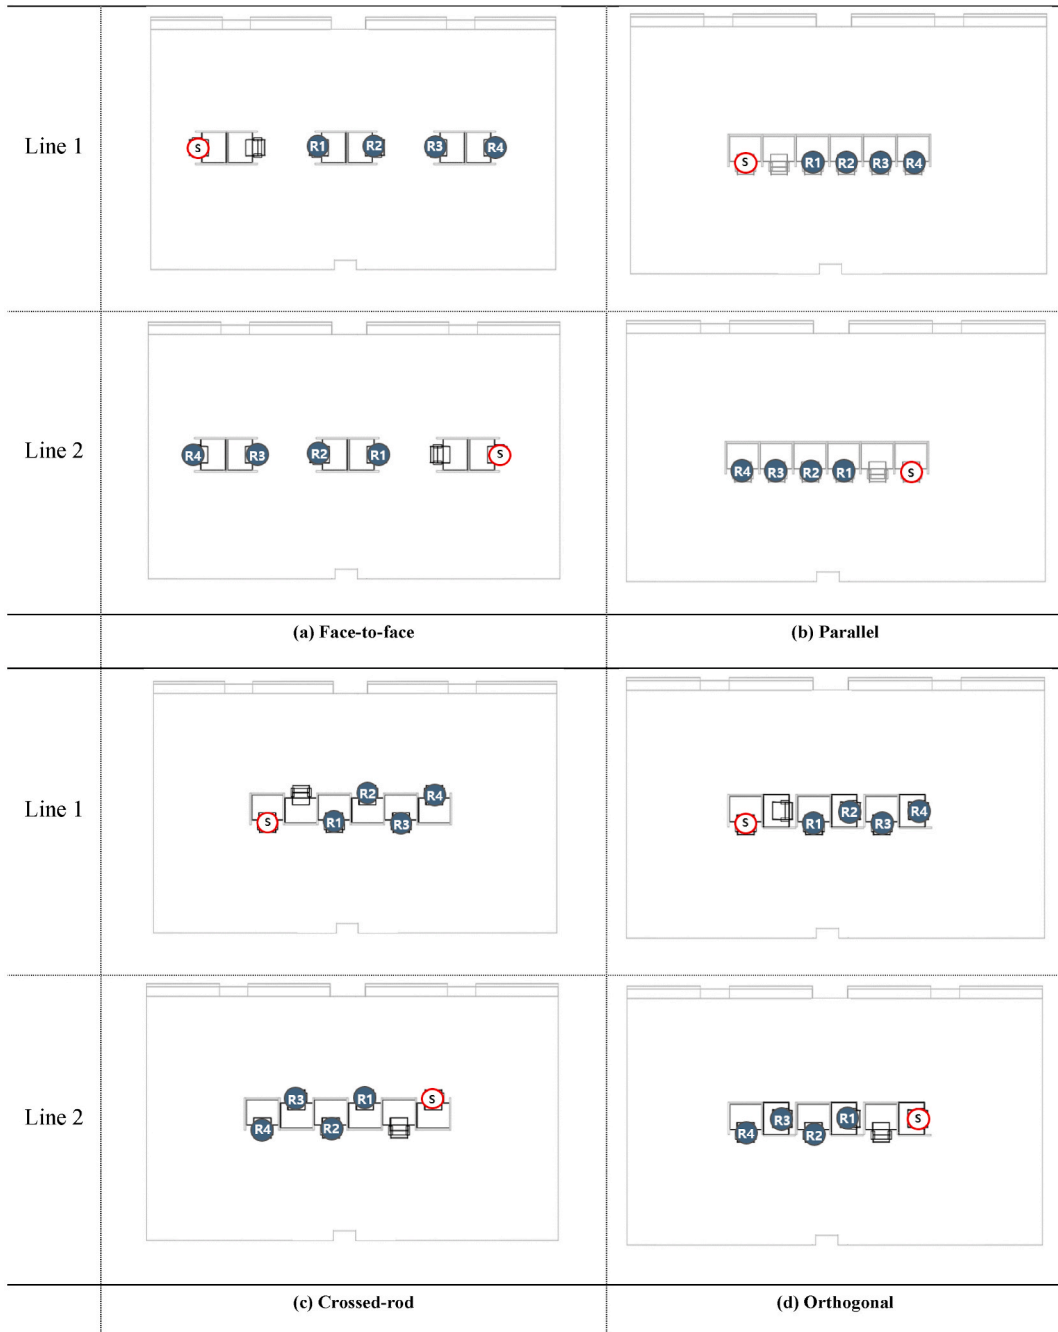 Line 1
S R1 R2 R3 R4
S R1 R2 R3 R4
Line 2
R4 R3 R2 R1 S
R4 R3 R2 R1 S
(a) Face-to-face
(b) Parallel
Line 1
S R1 R2 R3 R4
S R1 R2 R3 R4
Line 2
R4 R3 R2 R1 S
R4 R3 R2 R1 S
(c) Crossed-rod
(d) Orthogonal